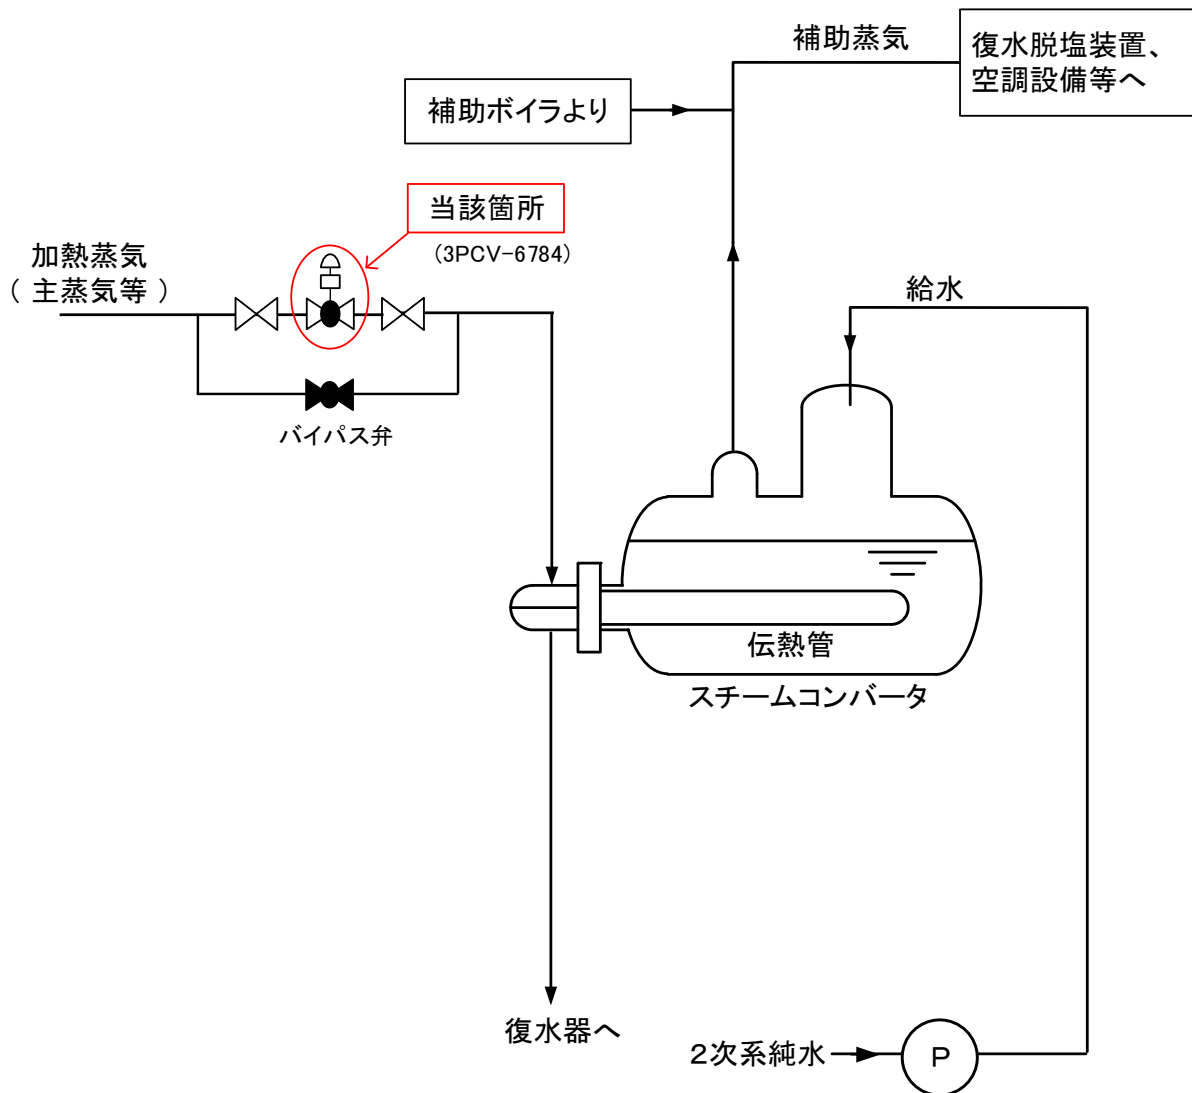 補助蒸気
復水脱塩装置、
空調設備等へ
補助ボイラより
当該箇所
(3PCV-6784)
加熱蒸気
( 主蒸気等 )
給水
バイパス弁
伝熱管
スチームコンバータ
復水器へ
2次系純水
P